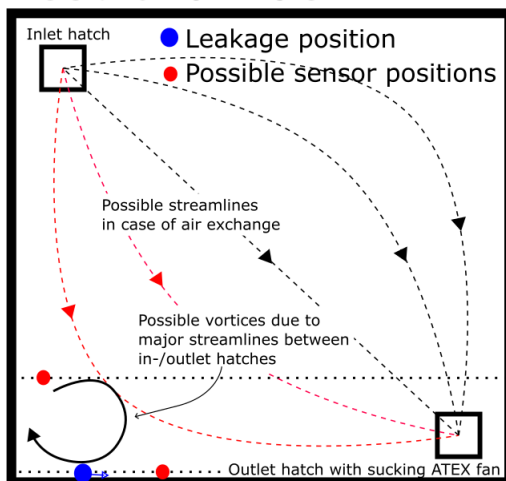 Inlet hatch
Leakage position
Possible sensor positions
Possible streamlines
in case of air exchange
Possible vortices due to
major streamlines between
in-/outlet hatches
Outlet hatch with sucking ATEX fan